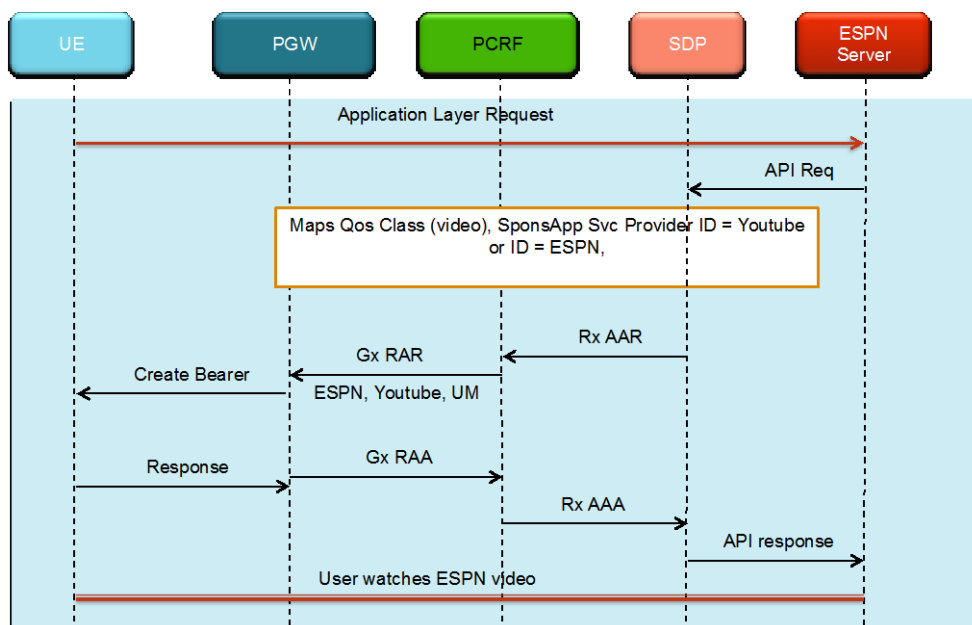 UE
PGW
PCRF
SDP
ESPN
Server
Application Layer Request
API Req
Maps Qos Class (video), SponsApp Svc Provider ID = Youtube
or ID = ESPN,
Rx AAR
Gx RAR
Create Bearer
ESPN, Youtube, UM
Response
Gx RAA
Rx AAA
API response
User watches ESPN video